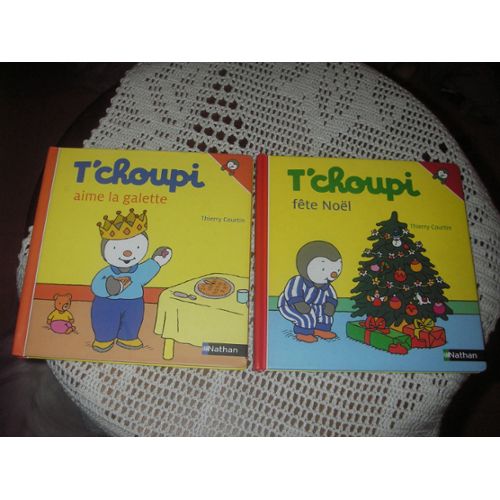 T'choupi
aime la galette
Thierry Courtin
Nathan
T'choupi
fête Noël
Thierry Courtin
Nathan